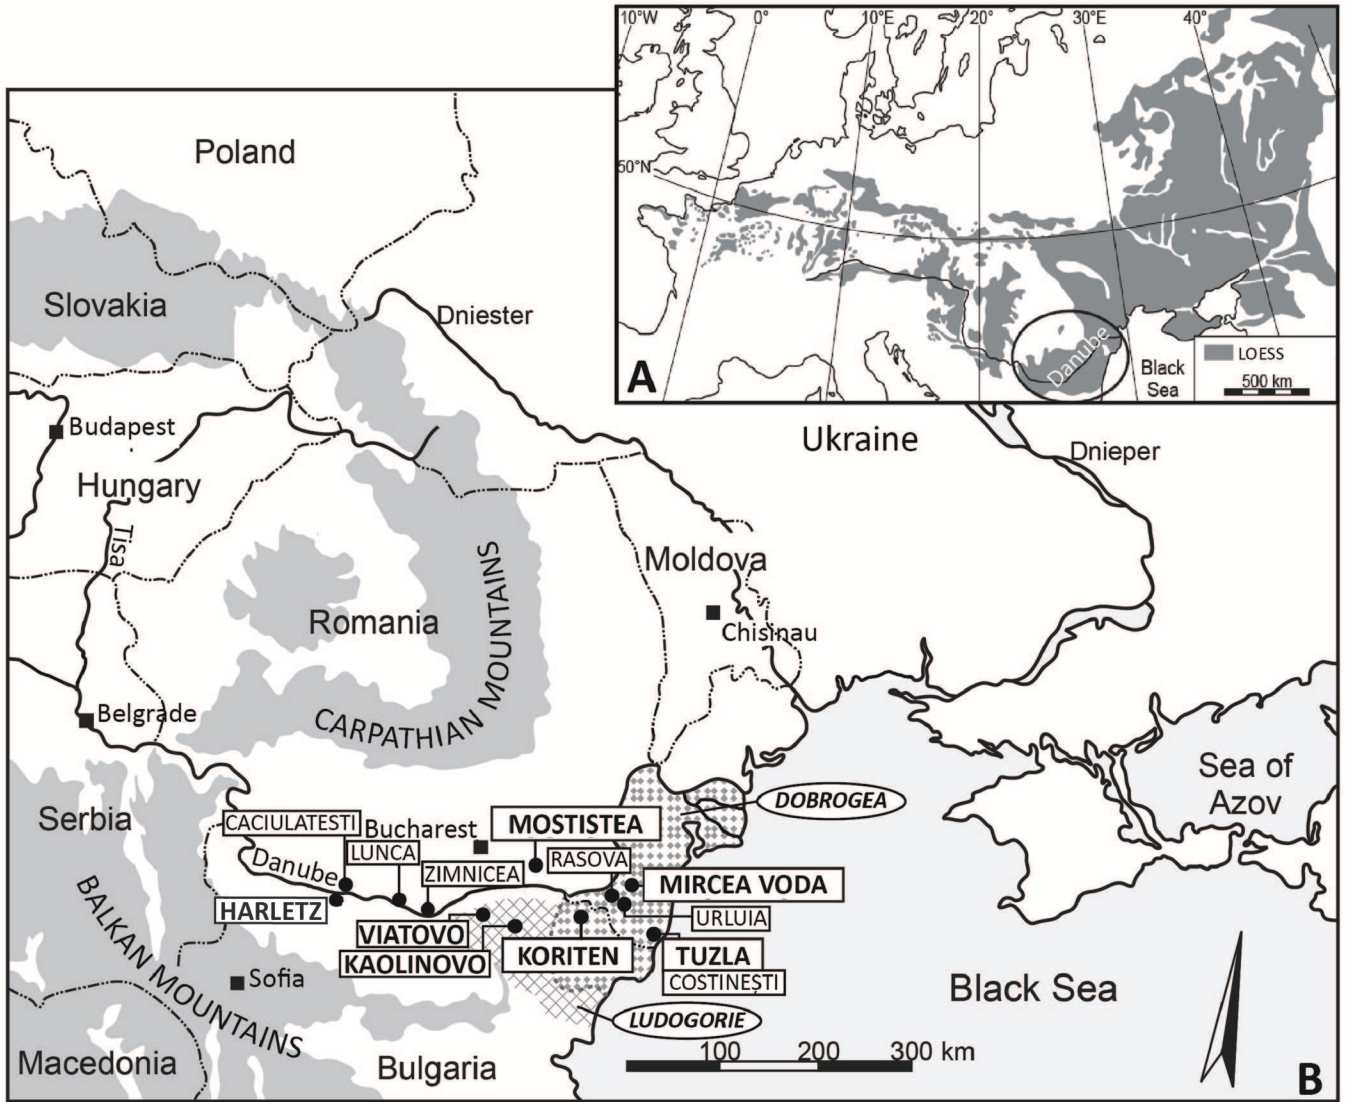 10°W
0°
10°E
20°
30°E
40°
50°N
Danube
Black
Sea
LOESS
500 km
A
Poland
Slovakia
Dniester
Budapest
Hungary
Tisa
Ukraine
Dnieper
Moldova
Chisinau
Romania
CARPATHIAN MOUNTAINS
Belgrade
Serbia
Sea of
Azov
DOBROGEA
CACIULATESTI
Bucharest
MOSTISTEA
LUNCA
RASOVA
Danube
ZIMNICEA
MIRCEA VODA
HARLETZ
URLUIA
VIATOVO
KORITEN
TUZLA
KAOLINOVO
COSTINEȘTI
BALKAN MOUNTAINS
Sofia
Black Sea
LUDOGORIE
Macedonia
Bulgaria
100 200 300 km
B